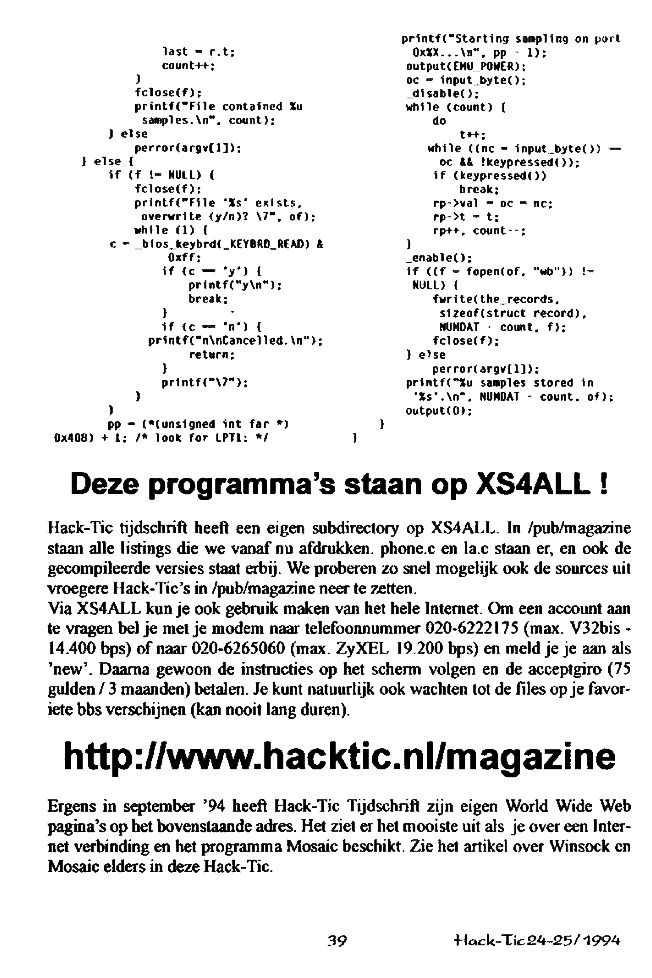 last = r.t;
count++;
}
fclose(f);
printf("File contained %u
samples.\n", count);
} else
perror(argv[1]);
} else {
if (f != NULL) {
fclose(f);
printf("File '%s' exists,
overwrite (y/n)? \7", of);
while (1) {
c = _bios_keybrd(_KEYBRD_READ) &
0xff;
if (c == 'y') {
printf("y\n");
break;
}
if (c == 'n') {
printf("n\nCancelled.\n");
return;
}
printf("\7");
}
}
pp = (*(unsigned int far *)
0x408) + 1; /* look for LPT1: */
printf("Starting sampling on port
0x%X...\n", pp - 1);
output(EMU_POWER);
oc = input_byte();
_disable();
while (count) {
do
t++;
while ((nc = input_byte()) ==
oc && !keypressed());
if (keypressed())
break;
rp->val = oc = nc;
rp->t = t;
rp++, count--;
}
_enable();
if ((f = fopen(of, "wb")) !=
NULL) {
fwrite(the_records,
sizeof(struct record),
NUMDAT - count, f);
fclose(f);
} else
perror(argv[1]);
printf("%u samples stored in
'%s'.\n", NUMDAT - count, of);
output(0);
}
}
Deze programma's staan op XS4ALL !
Hack-Tic tijdschrift heeft een eigen subdirectory op XS4ALL. In /pub/magazine
staan alle listings die we vanaf nu afdrukken. phone.c en la.c staan er, en ook de
gecompileerde versies staat erbij. We proberen zo snel mogelijk ook de sources uit
vroegere Hack-Tic's in /pub/magazine neer te zetten.
Via XS4ALL kun je ook gebruik maken van het hele Internet. Om een account aan
te vragen bel je met je modem naar telefoonnummer 020-6222175 (max. V32bis -
14.400 bps) of naar 020-6265060 (max. ZyXEL 19.200 bps) en meld je je aan als
'new'. Daarna gewoon de instructies op het scherm volgen en de acceptgiro (75
gulden / 3 maanden) betalen. Je kunt natuurlijk ook wachten tot de files op je favor-
iete bbs verschijnen (kan nooit lang duren).
http://www.hacktic.nl/magazine
Ergens in september '94 heeft Hack-Tic Tijdschrift zijn eigen World Wide Web
pagina's op het bovenstaande adres. Het ziet er het mooiste uit als je over een Inter-
net verbinding en het programma Mosaic beschikt. Zie het artikel over Winsock en
Mosaic elders in deze Hack-Tic.
39
Hack-Tic 24-25/1994